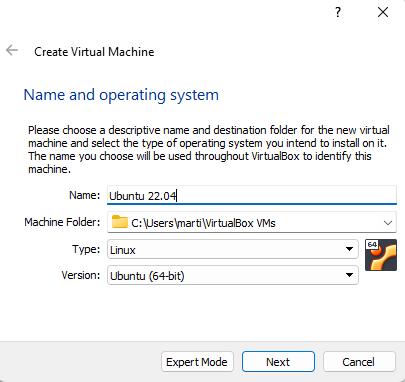 ?
Create Virtual Machine
Name and operating system
Please choose a descriptive name and destination folder for the new virtual
machine and select the type of operating system you intend to install on it.
The name you choose will be used throughout VirtualBox to identify this
machine.
Name: Ubuntu 22.04
Machine Folder: C:\Users\marti\VirtualBox VMs
Type: Linux
64
Version: Ubuntu (64-bit)
Expert Mode Next Cancel